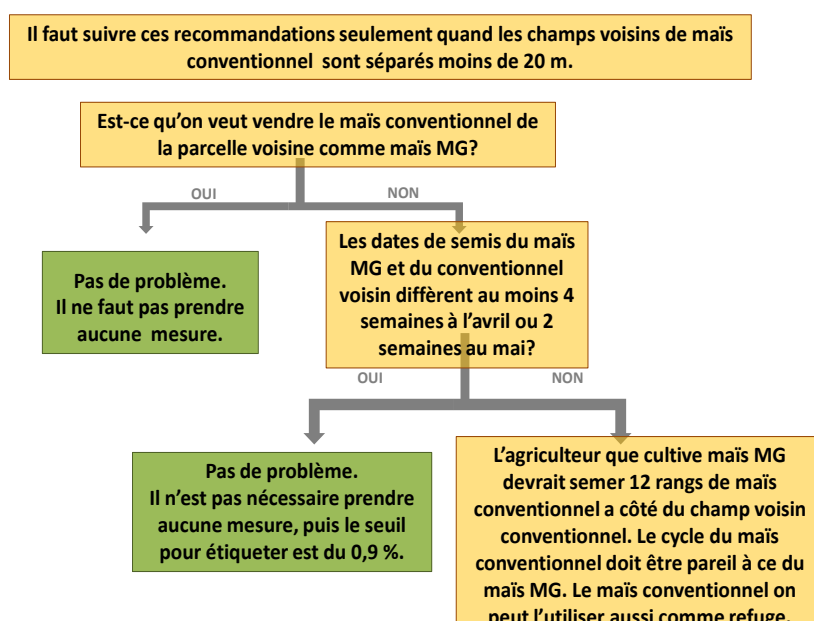 Il faut suivre ces recommandations seulement quand les champs voisins de maïs
conventionnel sont séparés moins de 20 m.
Est-ce qu'on veut vendre le maïs conventionnel de
la parcelle voisine comme maïs MG?
OUI
NON
Pas de problème.
Il ne faut pas prendre
aucune mesure.
Les dates de semis du maïs
MG et du conventionnel
voisin diffèrent au moins 4
semaines à l'avril ou 2
semaines au mai?
OUI
NON
Pas de problème.
Il n'est pas nécessaire prendre
aucune mesure, puis le seuil
pour étiqueter est du 0,9 %.
L'agriculteur que cultive maïs MG
devrait semer 12 rangs de maïs
conventionnel a côté du champ voisin
conventionnel. Le cycle du maïs
conventionnel doit être pareil à ce du
maïs MG. Le maïs conventionnel on
peut l'utiliser aussi comme refuge.